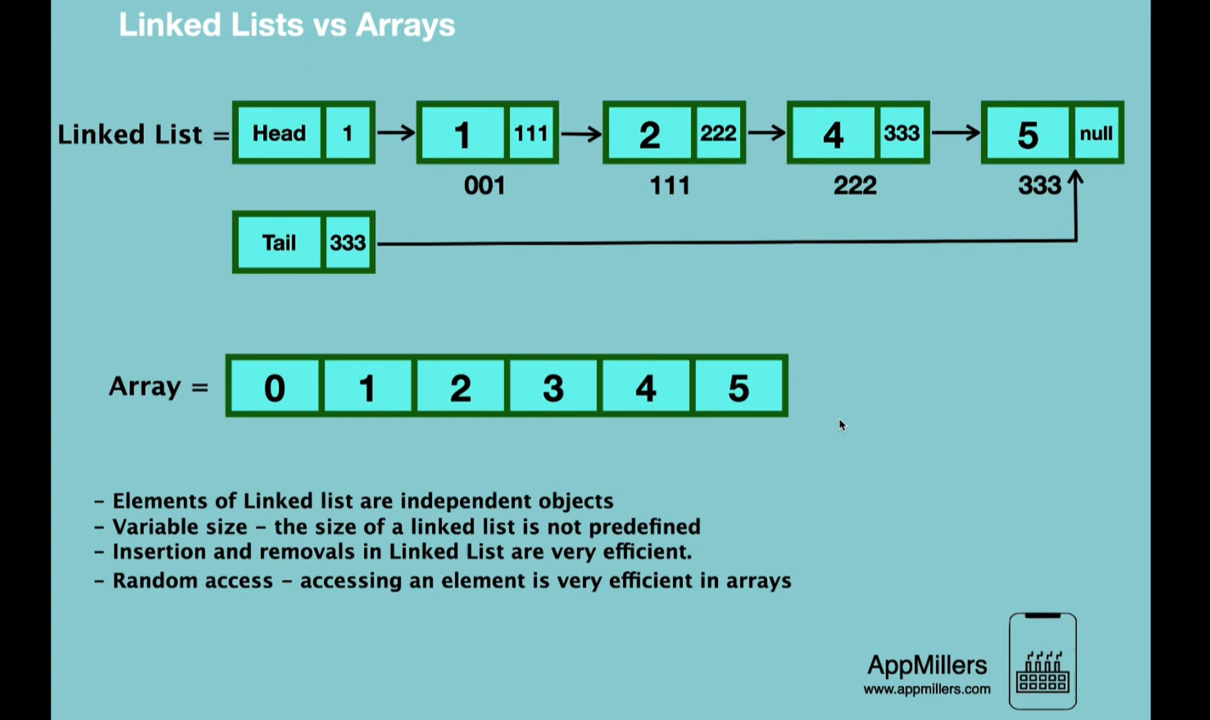 Linked Lists vs Arrays
Linked List = Head 1 1 111 2 222 4 333 5 null
001 111 222 333
Tail 333
Array = 0 1 2 3 4 5
- Elements of Linked list are independent objects
- Variable size - the size of a linked list is not predefined
- Insertion and removals in Linked List are very efficient.
- Random access - accessing an element is very efficient in arrays
AppMillers
www.appmillers.com